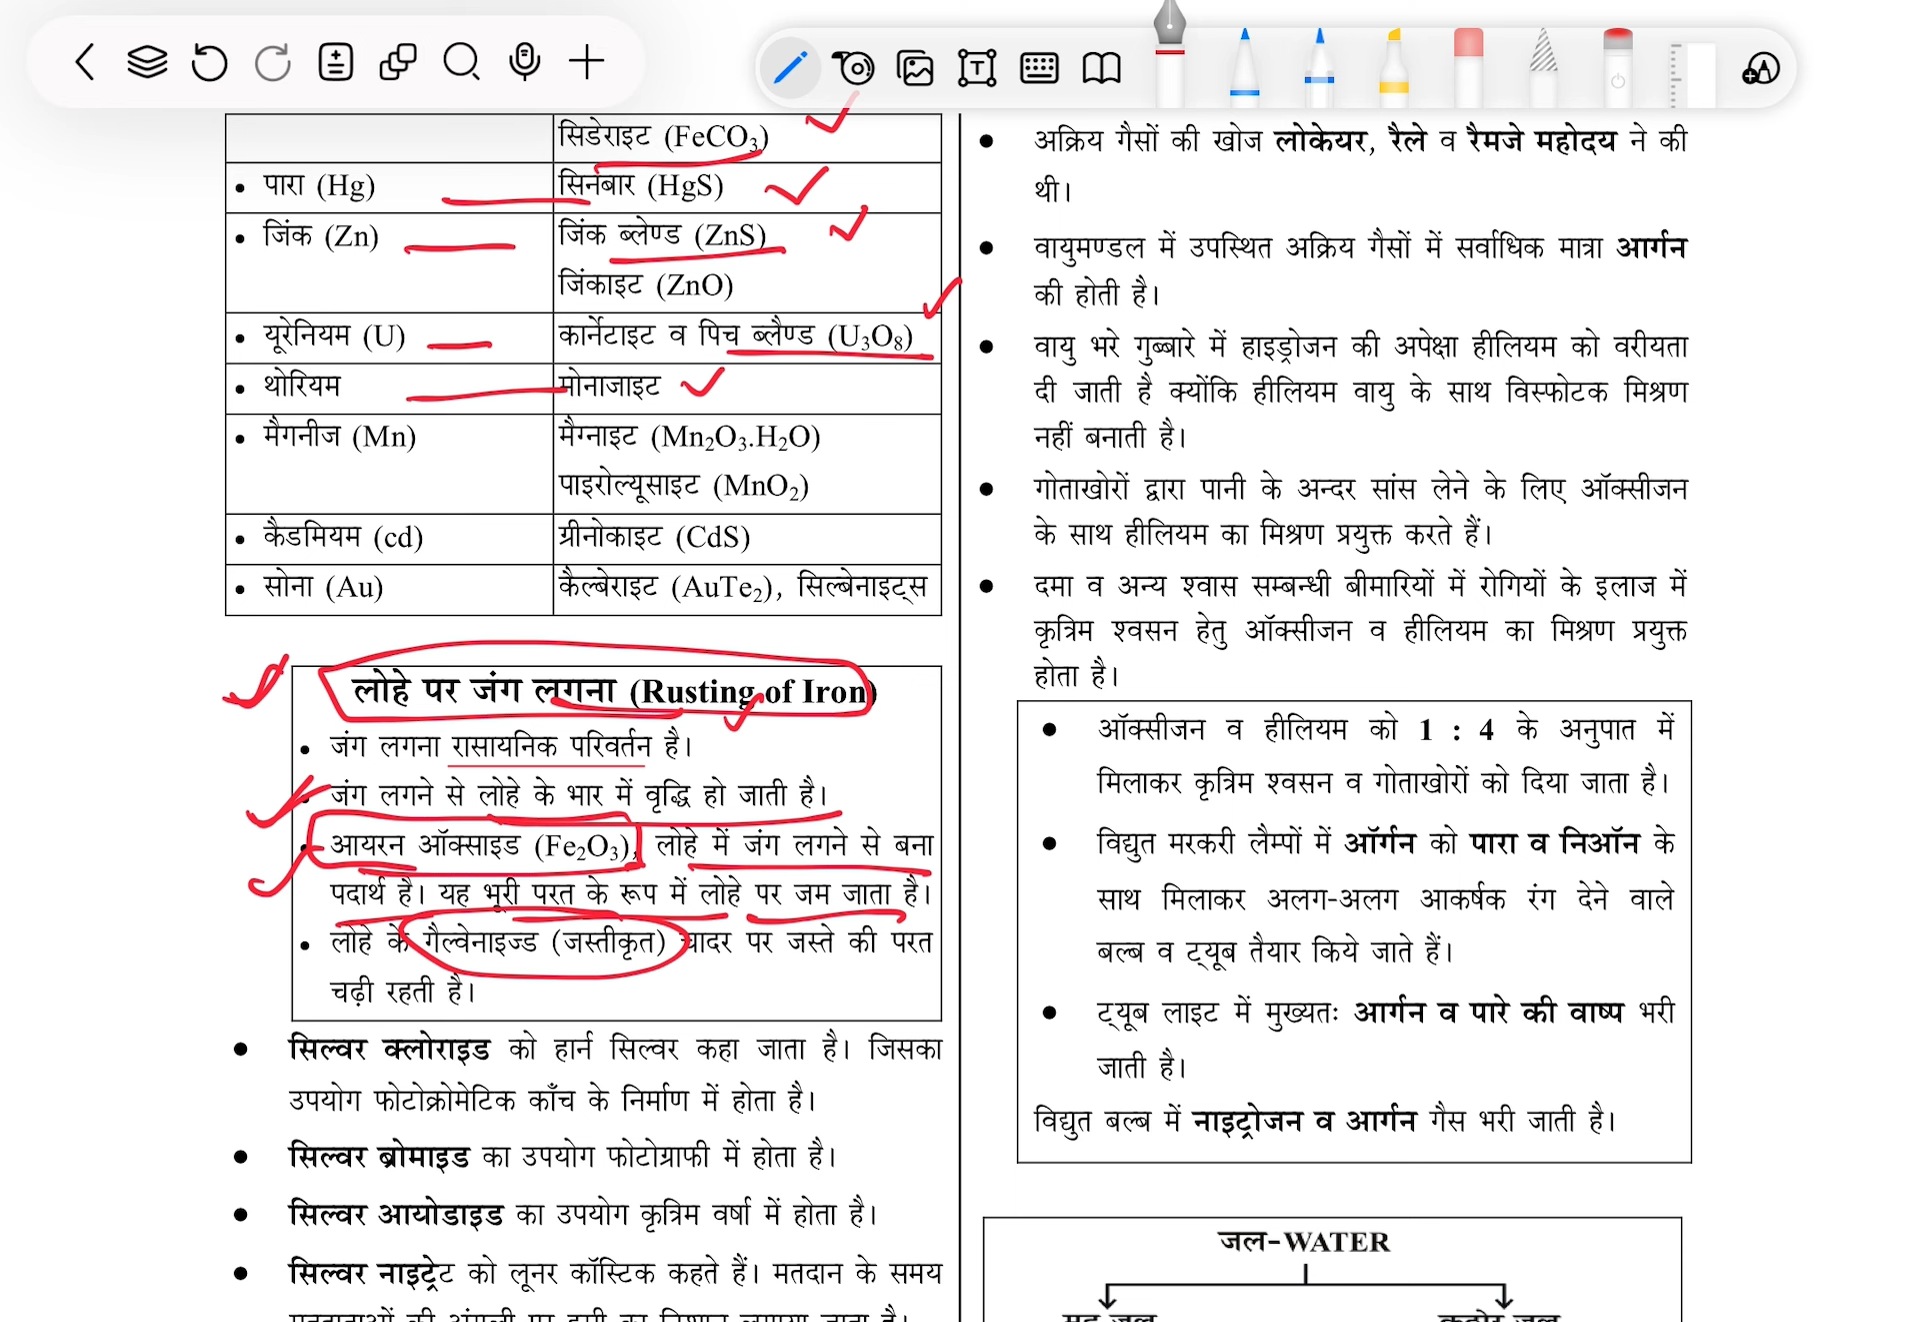 सिडेराइट (FeCO₃)
• पारा (Hg) सिनबार (HgS)
• जिंक (Zn) जिंक ब्लेण्ड (ZnS)
जिंकाइट (ZnO)
• यूरेनियम (U) कार्नेटाइट व पिच ब्लैण्ड (U₃O₈)
• थोरियम मोनाजाइट
• मैगनीज (Mn) मैग्नाइट (Mn₂O₃.H₂O)
पाइरोल्यूसाइट (MnO₂)
• कैडमियम (cd) ग्रीनोकाइट (CdS)
• सोना (Au) कैल्बेराइट (AuTe₂), सिल्बेनाइट्स
लोहे पर जंग लगना (Rusting of Iron)
• जंग लगना रासायनिक परिवर्तन है।
• जंग लगने से लोहे के भार में वृद्धि हो जाती है।
• आयरन ऑक्साइड (Fe₂O₃), लोहे में जंग लगने से बना
पदार्थ है। यह भूरी परत के रूप में लोहे पर जम जाता है।
• लोहे के गैल्वेनाइज्ड (जस्तीकृत) चादर पर जस्ते की परत
चढ़ी रहती है।
• सिल्वर क्लोराइड को हार्न सिल्वर कहा जाता है। जिसका
उपयोग फोटोक्रोमेटिक काँच के निर्माण में होता है।
• सिल्वर ब्रोमाइड का उपयोग फोटोग्राफी में होता है।
• सिल्वर आयोडाइड का उपयोग कृत्रिम वर्षा में होता है।
• सिल्वर नाइट्रेट को लूनर कॉस्टिक कहते हैं। मतदान के समय
• अक्रिय गैसों की खोज लोकेयर, रैले व रैमजे महोदय ने की
थी।
• वायुमण्डल में उपस्थित अक्रिय गैसों में सर्वाधिक मात्रा आर्गन
की होती है।
• वायु भरे गुब्बारे में हाइड्रोजन की अपेक्षा हीलियम को वरीयता
दी जाती है क्योंकि हीलियम वायु के साथ विस्फोटक मिश्रण
नहीं बनाती है।
• गोताखोरों द्वारा पानी के अन्दर सांस लेने के लिए ऑक्सीजन
के साथ हीलियम का मिश्रण प्रयुक्त करते हैं।
• दमा व अन्य श्वास सम्बन्धी बीमारियों में रोगियों के इलाज में
कृत्रिम श्वसन हेतु ऑक्सीजन व हीलियम का मिश्रण प्रयुक्त
होता है।
• ऑक्सीजन व हीलियम को 1 : 4 के अनुपात में
मिलाकर कृत्रिम श्वसन व गोताखोरों को दिया जाता है।
• विद्युत मरकरी लैम्पों में ऑर्गन को पारा व निऑन के
साथ मिलाकर अलग-अलग आकर्षक रंग देने वाले
बल्ब व ट्यूब तैयार किये जाते हैं।
• ट्यूब लाइट में मुख्यतः आर्गन व पारे की वाष्प भरी
जाती है।
विद्युत बल्ब में नाइट्रोजन व आर्गन गैस भरी जाती है।
जल-WATER